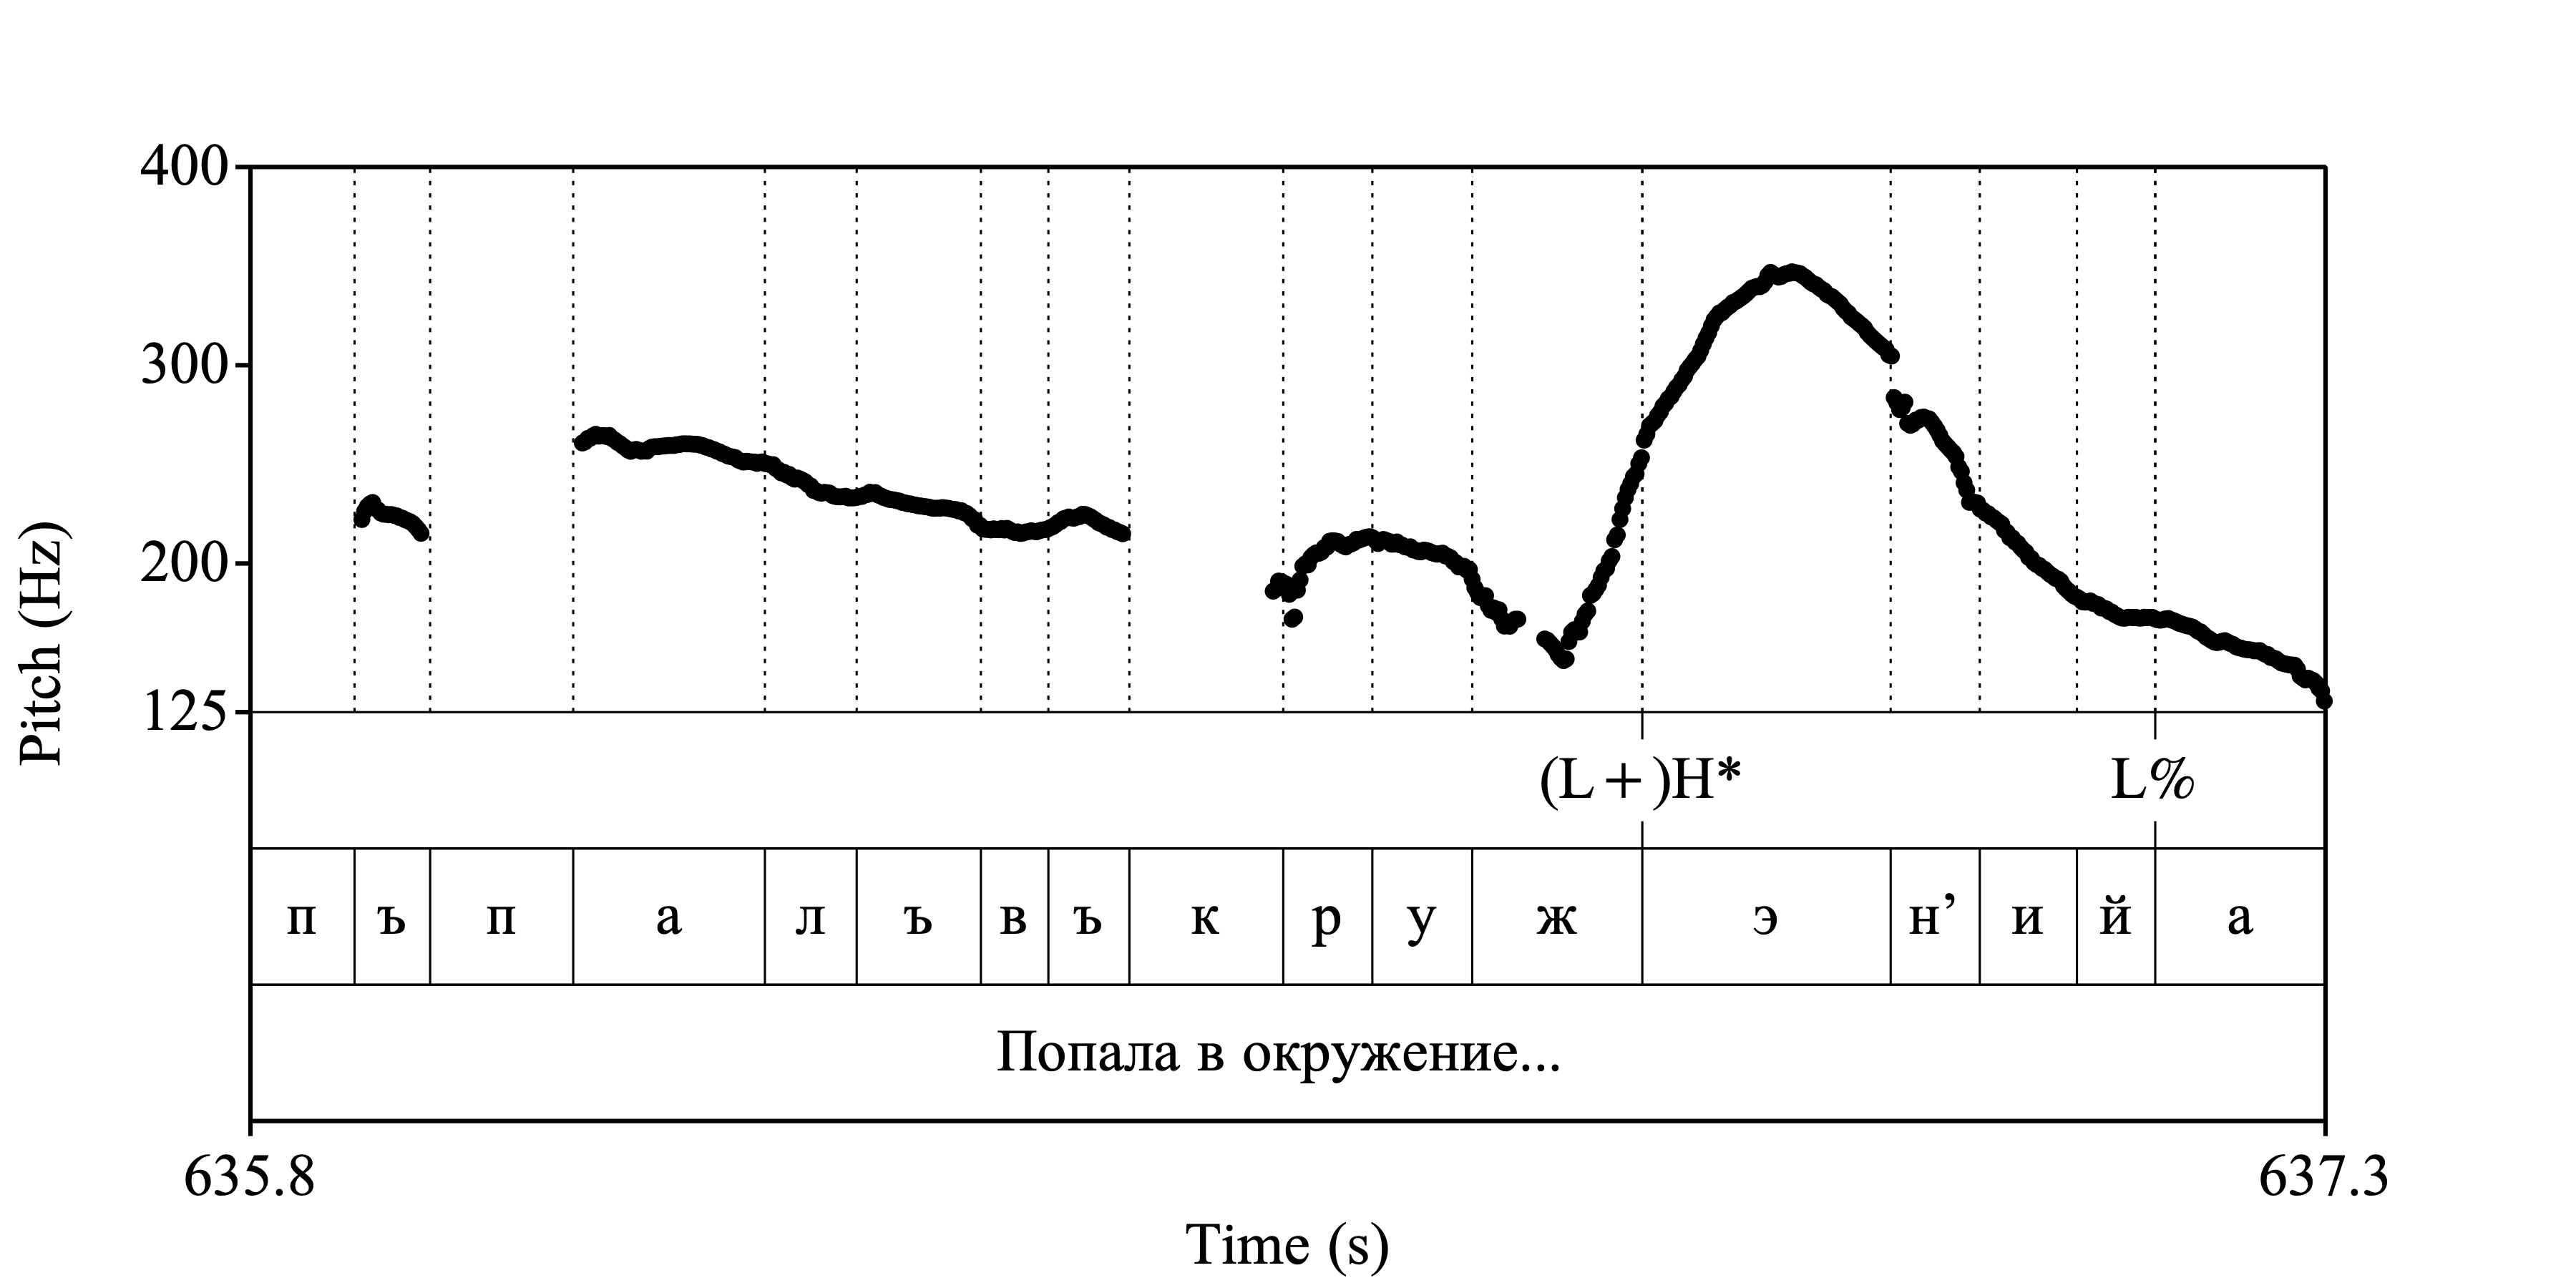 400
300
200
125
Pitch (Hz)
(L+)H* L%
п ъ п а л ъ в ъ к р у ж э н’ и й а
Попала в окружение...
635.8 637.3
Time (s)